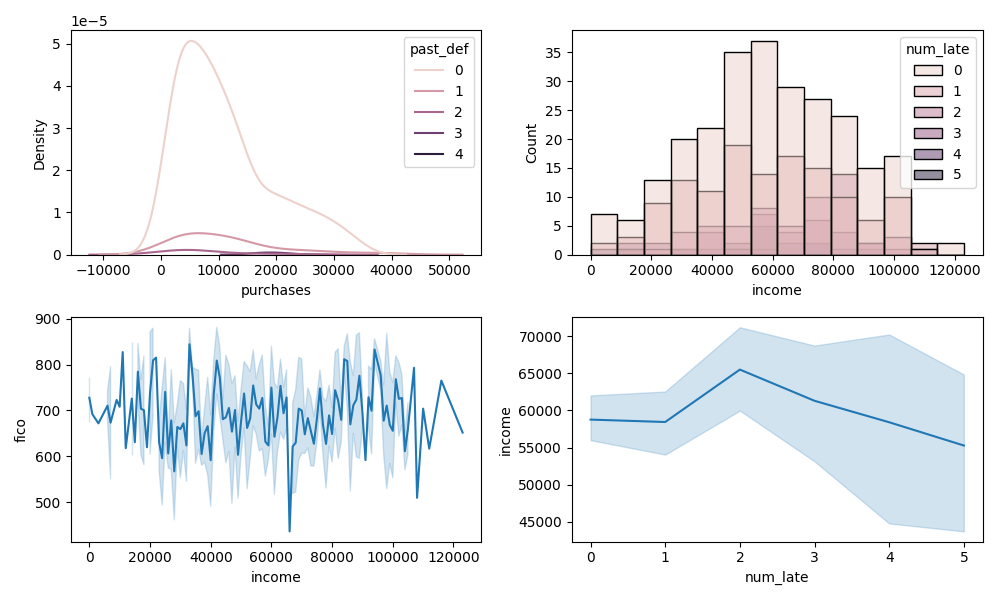 1e−5
past_def
0
1
2
3
4
5
4
3
2
1
0
Density
−10000 0 10000 20000 30000 40000 50000
purchases
num_late
0
1
2
3
4
5
35
30
25
20
15
10
5
0
Count
0 20000 40000 60000 80000 100000 120000
income
900
800
700
600
500
fico
0 20000 40000 60000 80000 100000 120000
income
70000
65000
60000
55000
50000
45000
income
0 1 2 3 4 5
num_late